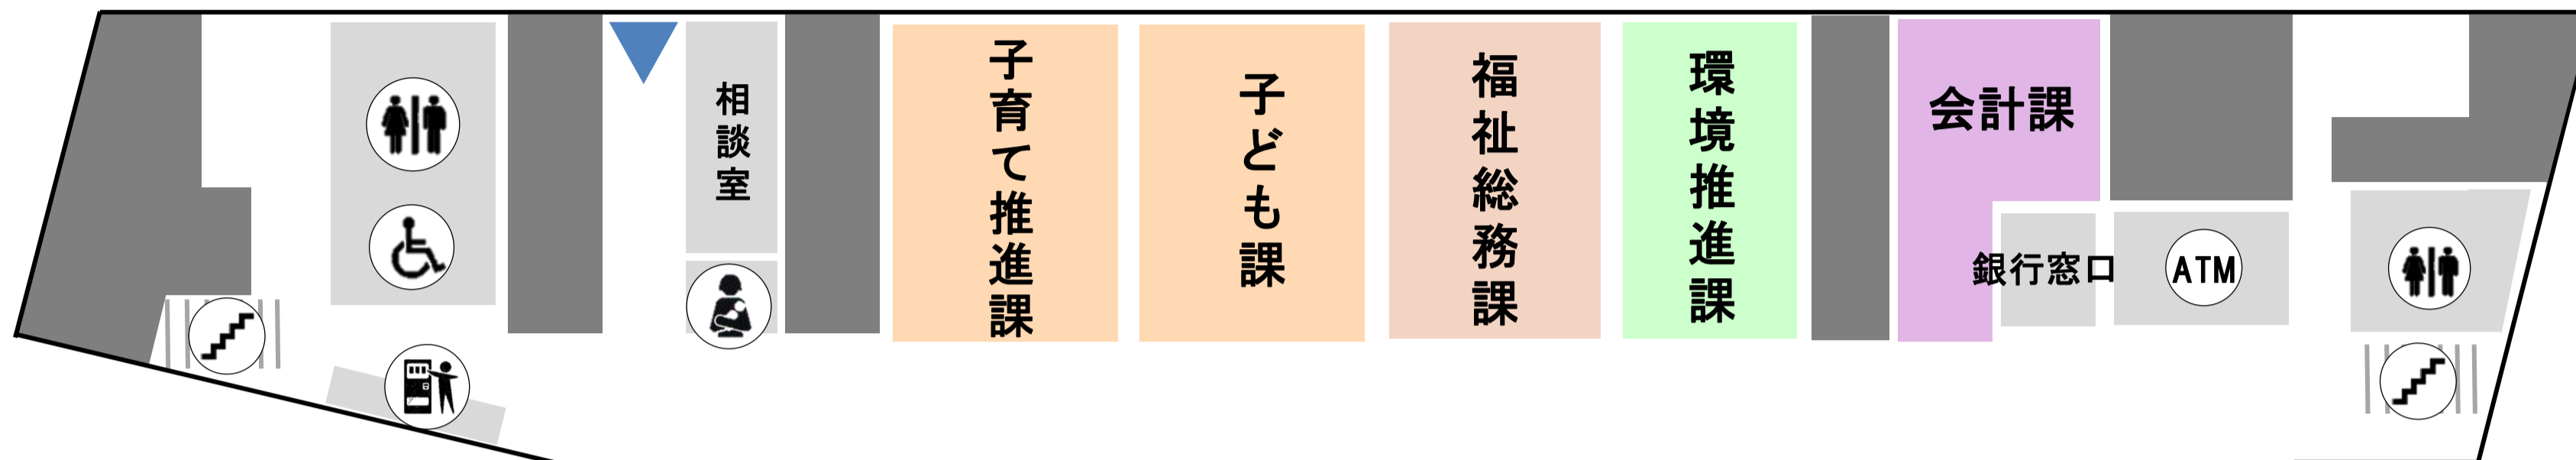 相談室
子育て推進課
子ども課
福祉総務課
環境推進課
会計課
銀行窓口
ATM